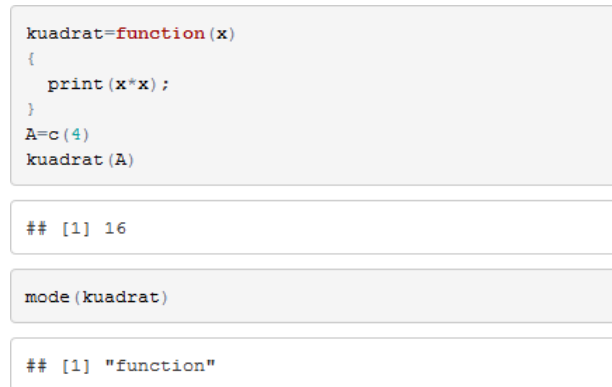 kuadrat=function(x)
{
  print(x*x);
}
A=c(4)
kuadrat(A)
## [1] 16
mode(kuadrat)
## [1] "function"